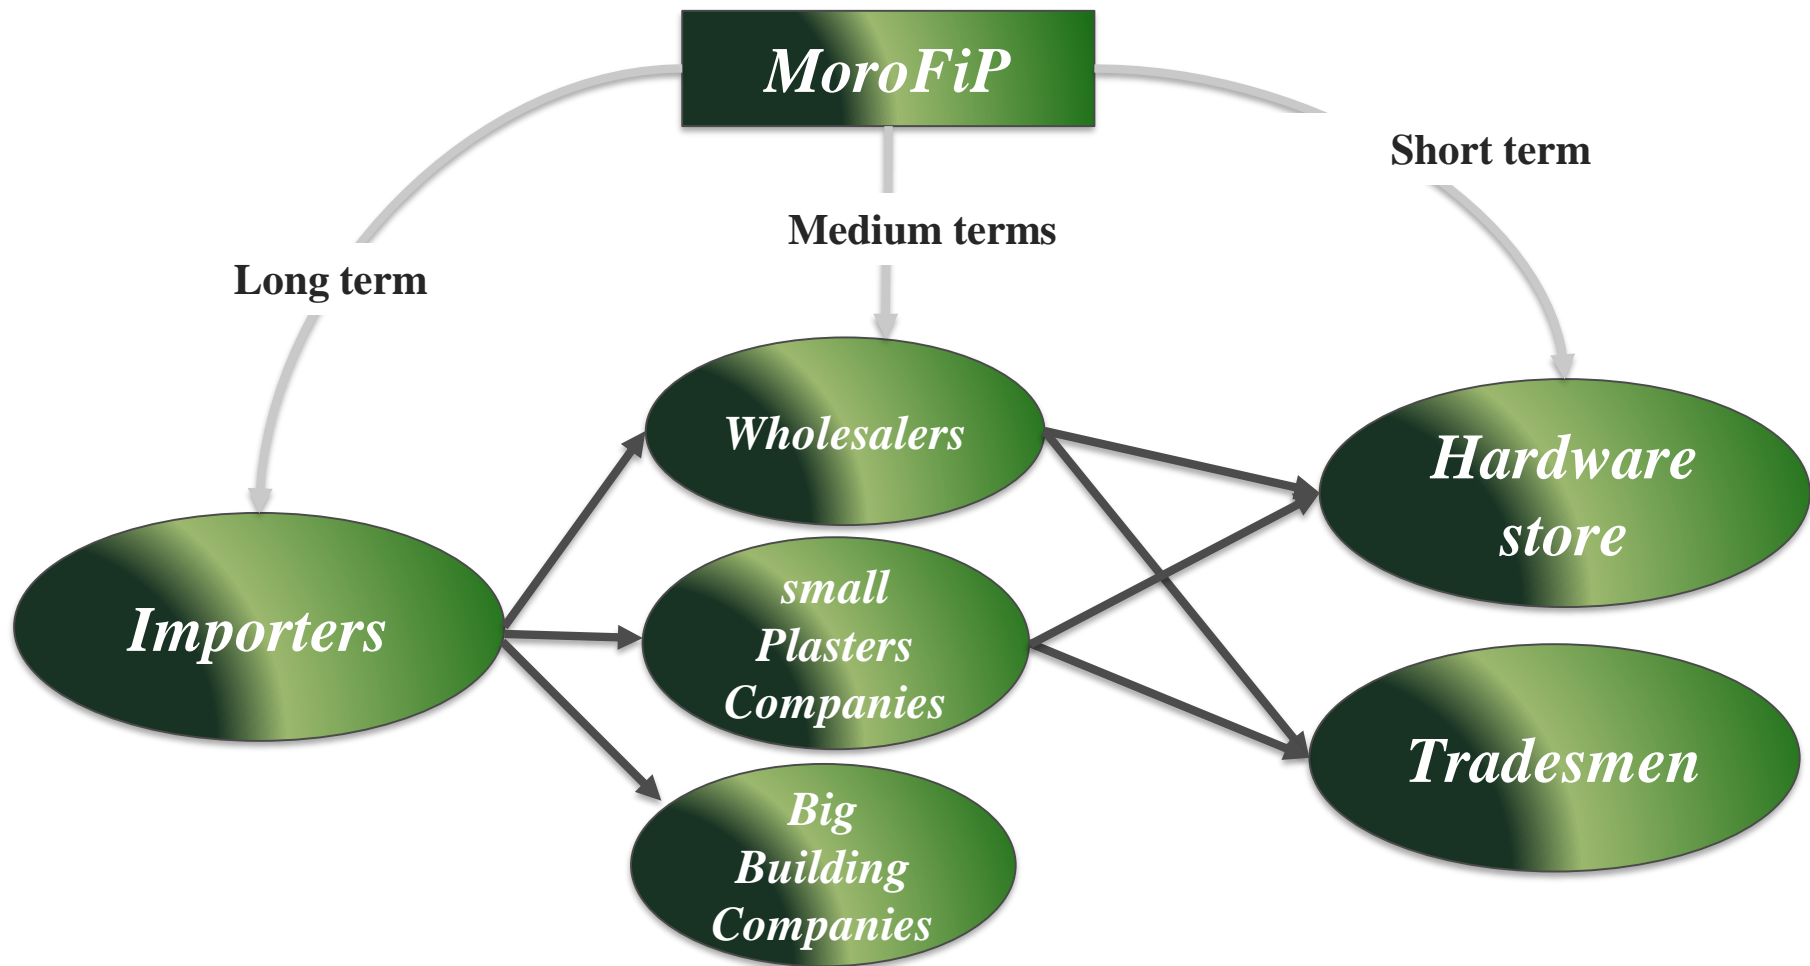 MoroFiP
Short term
Medium terms
Long term
Wholesalers
Hardware
store
small
Plasters
Companies
Importers
Tradesmen
Big
Building
Companies